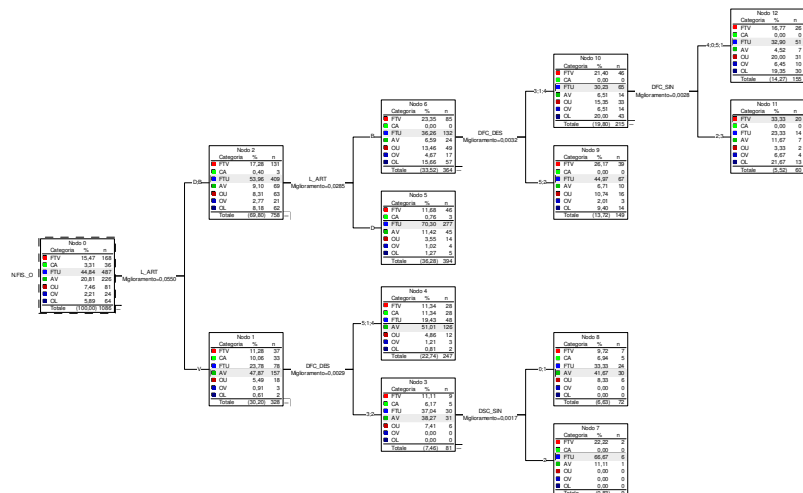 N.FIS_D
Nodo 0
Categoria % n
FTV 15,47 168
CA 3,31 36
FTU 44,84 487
AV 20,81 226
OU 7,46 81
OV 2,21 24
OL 5,89 64
Totale (100,00) 1086
L_ART
Miglioramento=0,0550
D;B
Nodo 2
Categoria % n
FTV 17,28 131
CA 0,40 3
FTU 53,96 409
AV 9,10 69
OU 8,31 63
OV 2,77 21
OL 8,18 62
Totale (69,80) 758
L_ART
Miglioramento=0,0285
B
Nodo 6
Categoria % n
FTV 23,35 85
CA 0,00 0
FTU 36,26 132
AV 6,59 24
OU 13,46 49
OV 4,67 17
OL 15,66 57
Totale (33,52) 364
DFC_DES
Miglioramento=0,0032
3;1;4
Nodo 10
Categoria % n
FTV 21,40 46
CA 0,00 0
FTU 30,23 65
AV 6,51 14
OU 15,35 33
OV 6,51 14
OL 20,00 43
Totale (19,80) 215
DFC_SIN
Miglioramento=0,0028
4;0;5;1
Nodo 12
Categoria % n
FTV 16,77 26
CA 0,00 0
FTU 32,90 51
AV 4,52 7
OU 20,00 31
OV 6,45 10
OL 19,35 30
Totale (14,27) 155
2;3
Nodo 11
Categoria % n
FTV 33,33 20
CA 0,00 0
FTU 23,33 14
AV 11,67 7
OU 3,33 2
OV 6,67 4
OL 21,67 13
Totale (5,52) 60
5;2
Nodo 9
Categoria % n
FTV 26,17 39
CA 0,00 0
FTU 44,97 67
AV 6,71 10
OU 10,74 16
OV 2,01 3
OL 9,40 14
Totale (13,72) 149
D
Nodo 5
Categoria % n
FTV 11,68 46
CA 0,76 3
FTU 70,30 277
AV 11,42 45
OU 3,55 14
OV 1,02 4
OL 1,27 5
Totale (36,28) 394
V
Nodo 1
Categoria % n
FTV 11,28 37
CA 10,06 33
FTU 23,78 78
AV 47,87 157
OU 5,49 18
OV 0,91 3
OL 0,61 2
Totale (30,20) 328
DFC_DES
Miglioramento=0,0029
5;1;4
Nodo 4
Categoria % n
FTV 11,34 28
CA 11,34 28
FTU 19,43 48
AV 51,01 126
OU 4,86 12
OV 1,21 3
OL 0,81 2
Totale (22,74) 247
3;2
Nodo 3
Categoria % n
FTV 11,11 9
CA 6,17 5
FTU 37,04 30
AV 38,27 31
OU 7,41 6
OV 0,00 0
OL 0,00 0
Totale (7,46) 81
DSC_SIN
Miglioramento=0,0017
0;1
Nodo 8
Categoria % n
FTV 9,72 7
CA 6,94 5
FTU 33,33 24
AV 41,67 30
OU 8,33 6
OV 0,00 0
OL 0,00 0
Totale (6,63) 72
2
Nodo 7
Categoria % n
FTV 22,22 2
CA 0,00 0
FTU 66,67 6
AV 11,11 1
OU 0,00 0
OV 0,00 0
OL 0,00 0